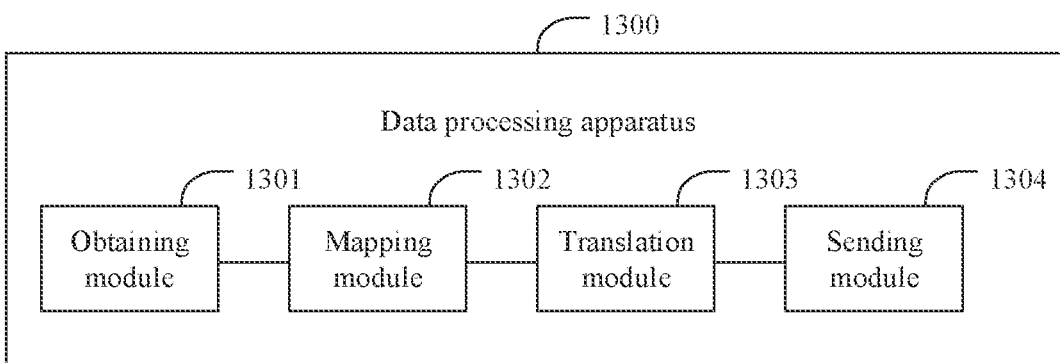 1300
Data processing apparatus
1301
1302
1303
1304
Obtaining
module
Mapping
module
Translation
module
Sending
module